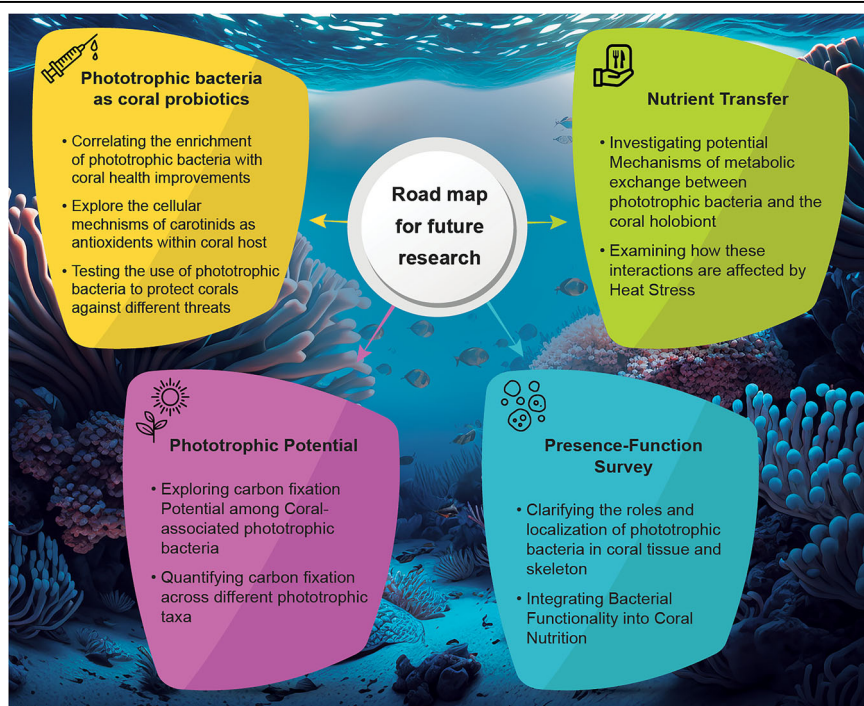 Phototrophic bacteria
as coral probiotics
• Correlating the enrichment
of phototrophic bacteria with
coral health improvements
• Explore the cellular
mechnisms of carotinids as
antioxidents within coral host
• Testing the use of phototrophic
bacteria to protect corals
against different threats
Nutrient Transfer
• Investigating potential
Mechanisms of metabolic
exchange between
phototrophic bacteria and the
coral holobiont
• Examining how these
interactions are affected by
Heat Stress
Road map
for future
research
Phototrophic Potential
• Exploring carbon fixation
Potential among Coral-
associated phototrophic
bacteria
• Quantifying carbon fixation
across different phototrophic
taxa
Presence-Function
Survey
• Clarifying the roles and
localization of phototrophic
bacteria in coral tissue and
skeleton
• Integrating Bacterial
Functionality into Coral
Nutrition